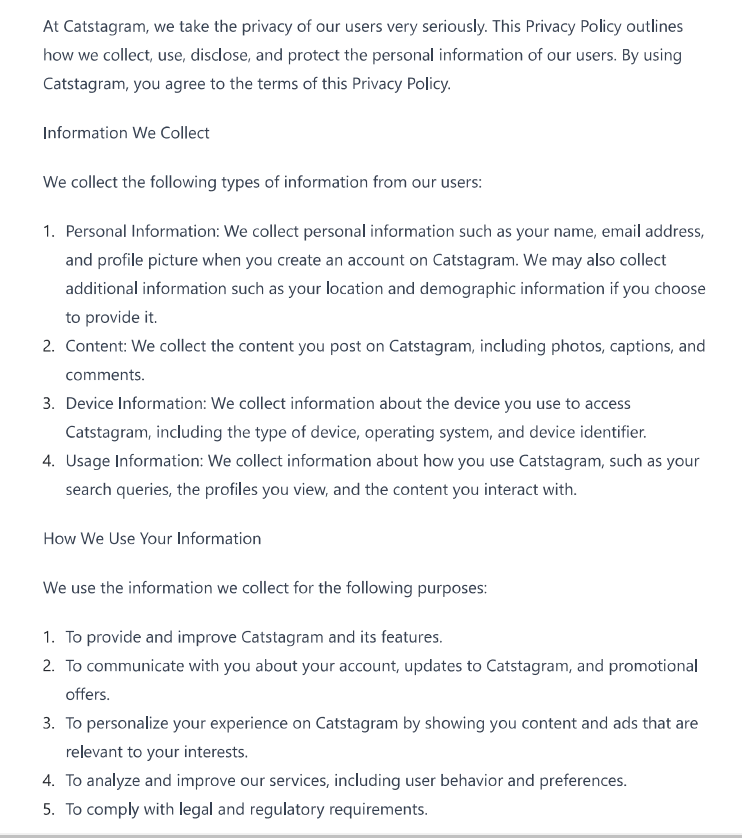 At Catstagram, we take the privacy of our users very seriously. This Privacy Policy outlines
how we collect, use, disclose, and protect the personal information of our users. By using
Catstagram, you agree to the terms of this Privacy Policy.
Information We Collect
We collect the following types of information from our users:
1. Personal Information: We collect personal information such as your name, email address,
and profile picture when you create an account on Catstagram. We may also collect
additional information such as your location and demographic information if you choose
to provide it.
2. Content: We collect the content you post on Catstagram, including photos, captions, and
comments.
3. Device Information: We collect information about the device you use to access
Catstagram, including the type of device, operating system, and device identifier.
4. Usage Information: We collect information about how you use Catstagram, such as your
search queries, the profiles you view, and the content you interact with.
How We Use Your Information
We use the information we collect for the following purposes:
1. To provide and improve Catstagram and its features.
2. To communicate with you about your account, updates to Catstagram, and promotional
offers.
3. To personalize your experience on Catstagram by showing you content and ads that are
relevant to your interests.
4. To analyze and improve our services, including user behavior and preferences.
5. To comply with legal and regulatory requirements.